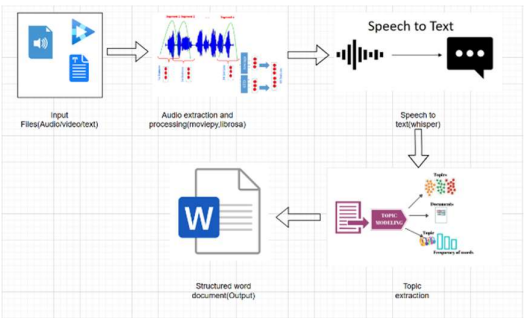 Speech to Text
Input
Files(Audio/video/text)
Audio extraction and
processing(moviepy,librosa)
Speech to
text(whisper)
W
Structured word
document(Output)
TOPIC
MODELING
Topics
Documents
Topic
Frequency of words
Topic
extraction